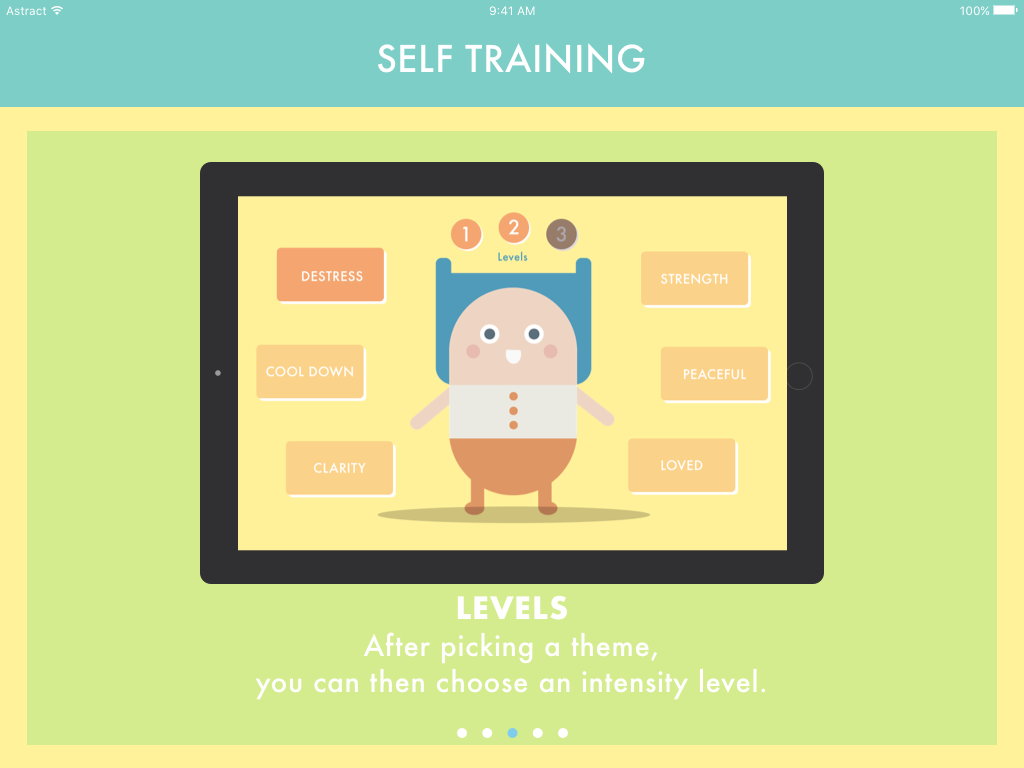 Astract 9:41 AM 100%
SELF TRAINING
1 2 3
Levels
DESTRESS
STRENGTH
COOL DOWN
PEACEFUL
CLARITY
LOVED
LEVELS
After picking a theme,
you can then choose an intensity level.